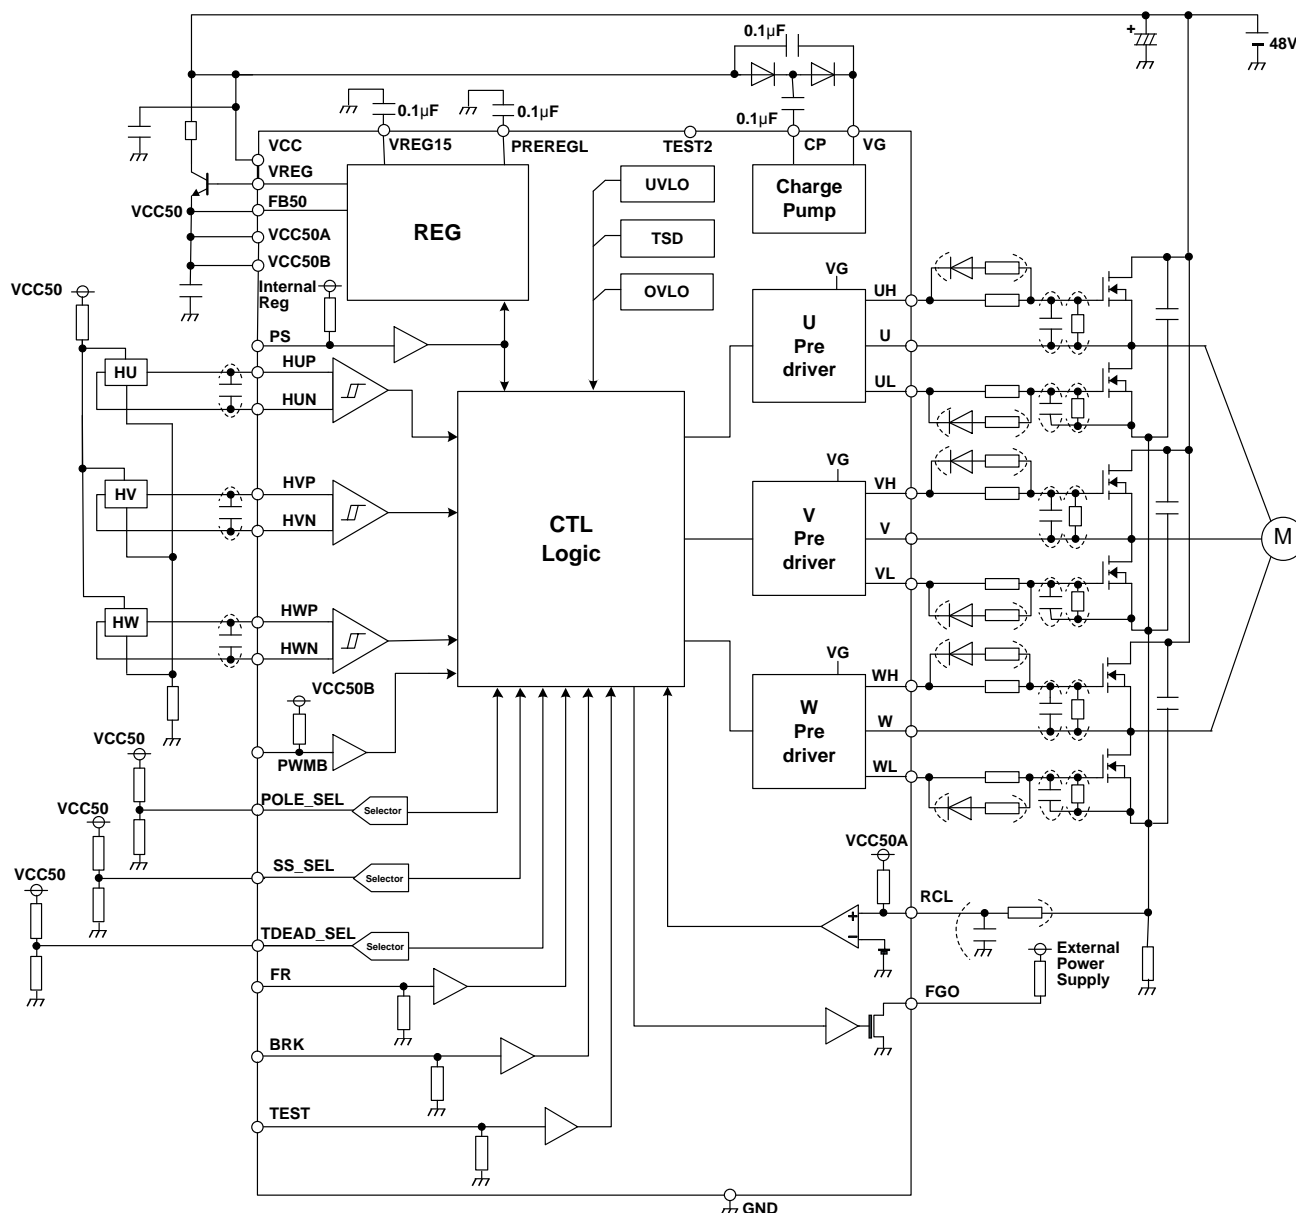 0.1µF
+
48V
0.1µF
0.1µF
0.1µF
VCC
VREG15
PREREGL
TEST2
CP
VG
VREG
VCC50
FB50
REG
UVLO
TSD
OVLO
Charge
Pump
VCC50A
VCC50B
Internal
Reg
VCC50
VG
UH
U
Pre
driver
U
UL
PS
HU
HUP
HUN
HV
HVP
HVN
CTL
Logic
VG
VH
V
Pre
driver
V
VL
M
HW
HWP
HWN
VG
WH
W
Pre
driver
W
WL
VCC50B
PWMB
VCC50
POLE_SEL
Selector
VCC50
SS_SEL
Selector
VCC50
TDEAD_SEL
Selector
VCC50A
RCL
+
−
External
Power
Supply
FGO
FR
BRK
TEST
GND